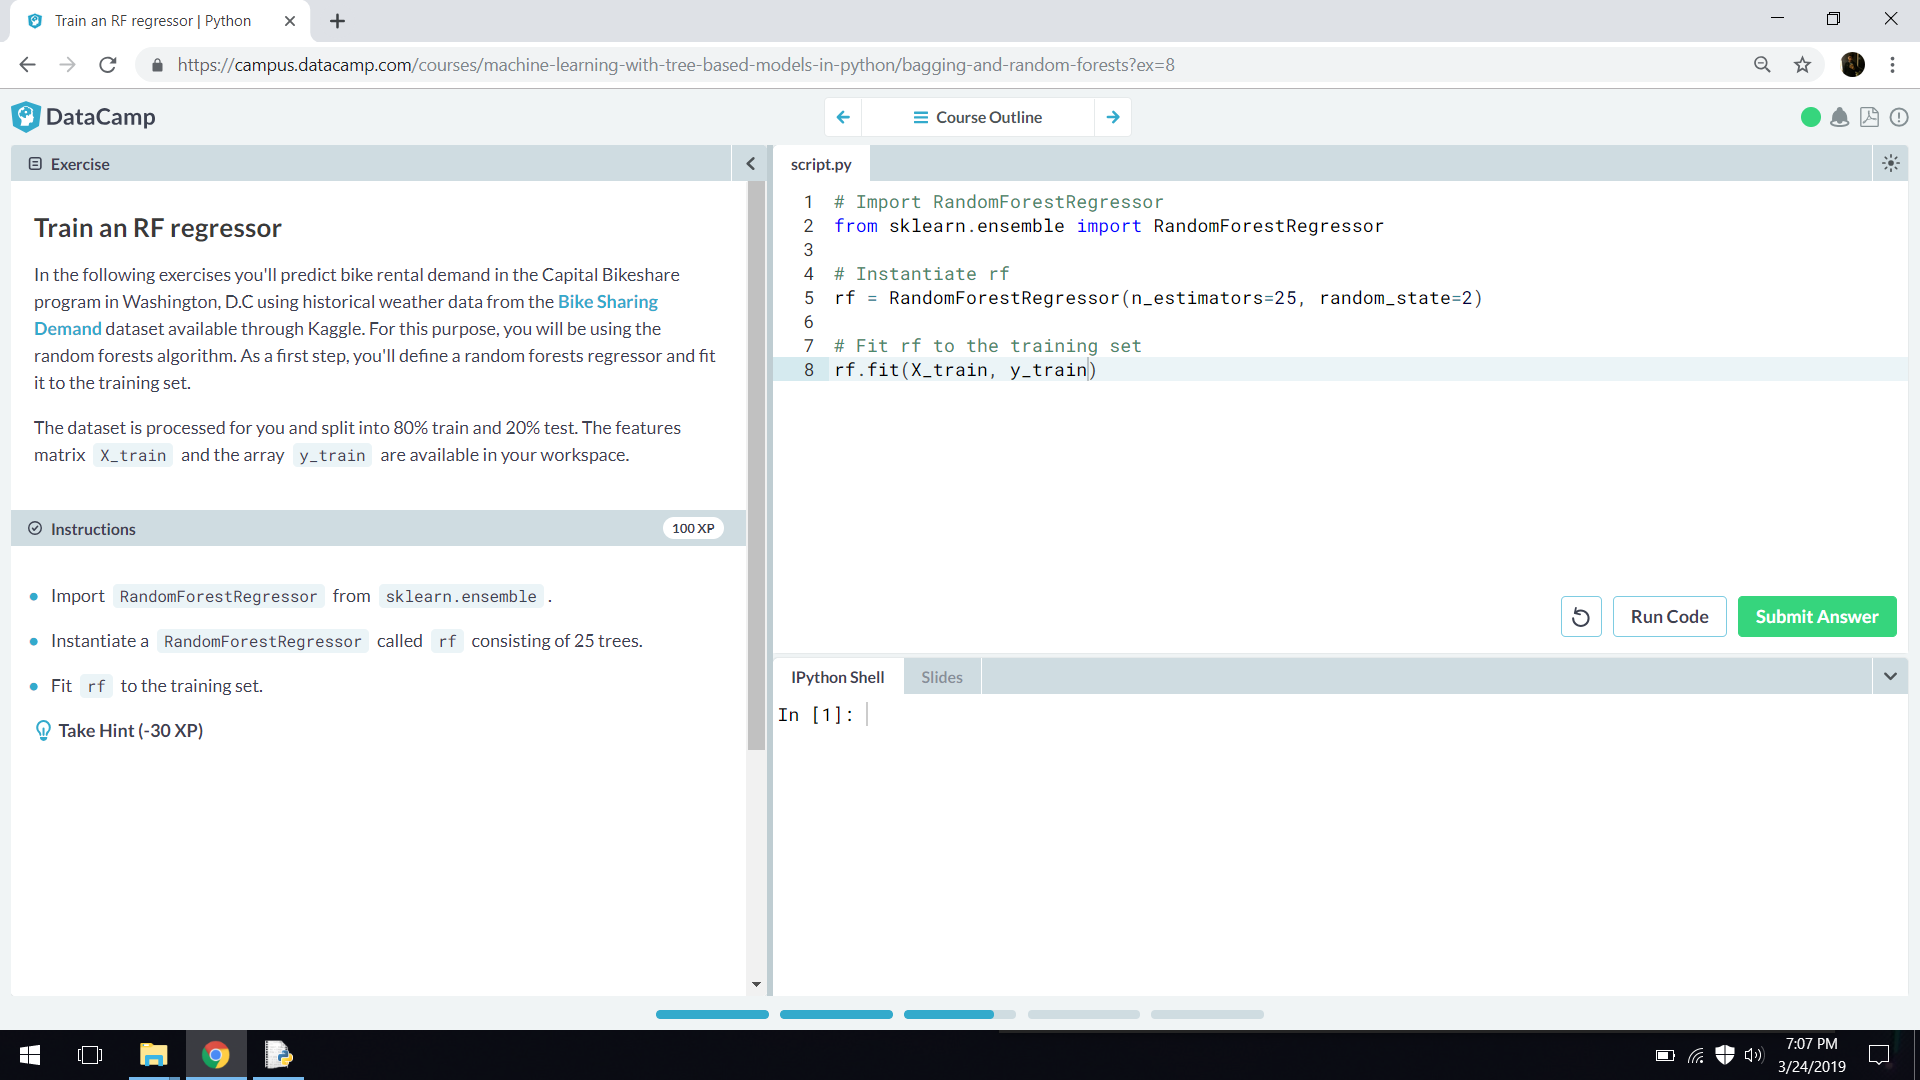 Train an RF regressor | Python
https://campus.datacamp.com/courses/machine-learning-with-tree-based-models-in-python/bagging-and-random-forests?ex=8
DataCamp
Course Outline
Exercise
Train an RF regressor
In the following exercises you'll predict bike rental demand in the Capital Bikeshare
program in Washington, D.C using historical weather data from the Bike Sharing
Demand dataset available through Kaggle. For this purpose, you will be using the
random forests algorithm. As a first step, you'll define a random forests regressor and fit
it to the training set.
The dataset is processed for you and split into 80% train and 20% test. The features
matrix X_train and the array y_train are available in your workspace.
Instructions
100 XP
Import RandomForestRegressor from sklearn.ensemble .
Instantiate a RandomForestRegressor called rf consisting of 25 trees.
Fit rf to the training set.
Take Hint (-30 XP)
script.py
1 # Import RandomForestRegressor
2 from sklearn.ensemble import RandomForestRegressor
3
4 # Instantiate rf
5 rf = RandomForestRegressor(n_estimators=25, random_state=2)
6
7 # Fit rf to the training set
8 rf.fit(X_train, y_train)
Run Code
Submit Answer
IPython Shell
Slides
In [1]:
7:07 PM
3/24/2019